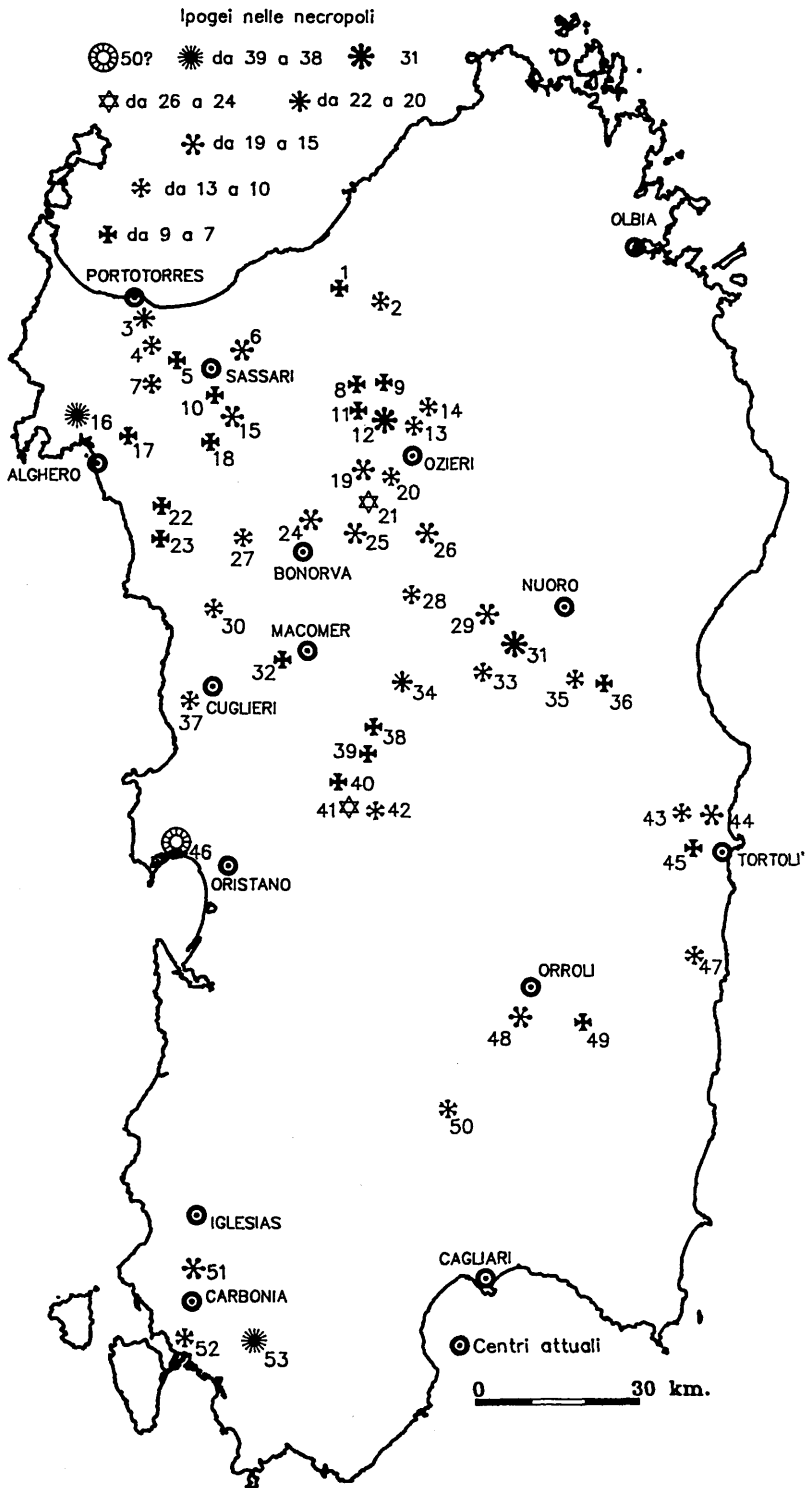 Ipogei nelle necropoli
50? da 39 a 38 31
da 26 a 24 da 22 a 20
da 19 a 15
da 13 a 10
da 9 a 7
OLBIA
PORTOTORRES
1
2
3
4
5
6
SASSARI
7
8
9
10
11
12
13
14
15
16
17
18
ALGHERO
OZIERI
19
20
21
22
23
24
25
26
27
BONORVA
28
NUORO
29
30
31
MACOMER
32
33
34
35
36
37
CUGLIERI
38
39
40
41
42
43
44
45
TORTOLI'
46
ORISTANO
47
ORROLI
48
49
50
IGLESIAS
51
CAGLIARI
CARBONIA
52
53
Centri attuali
0 30 km.